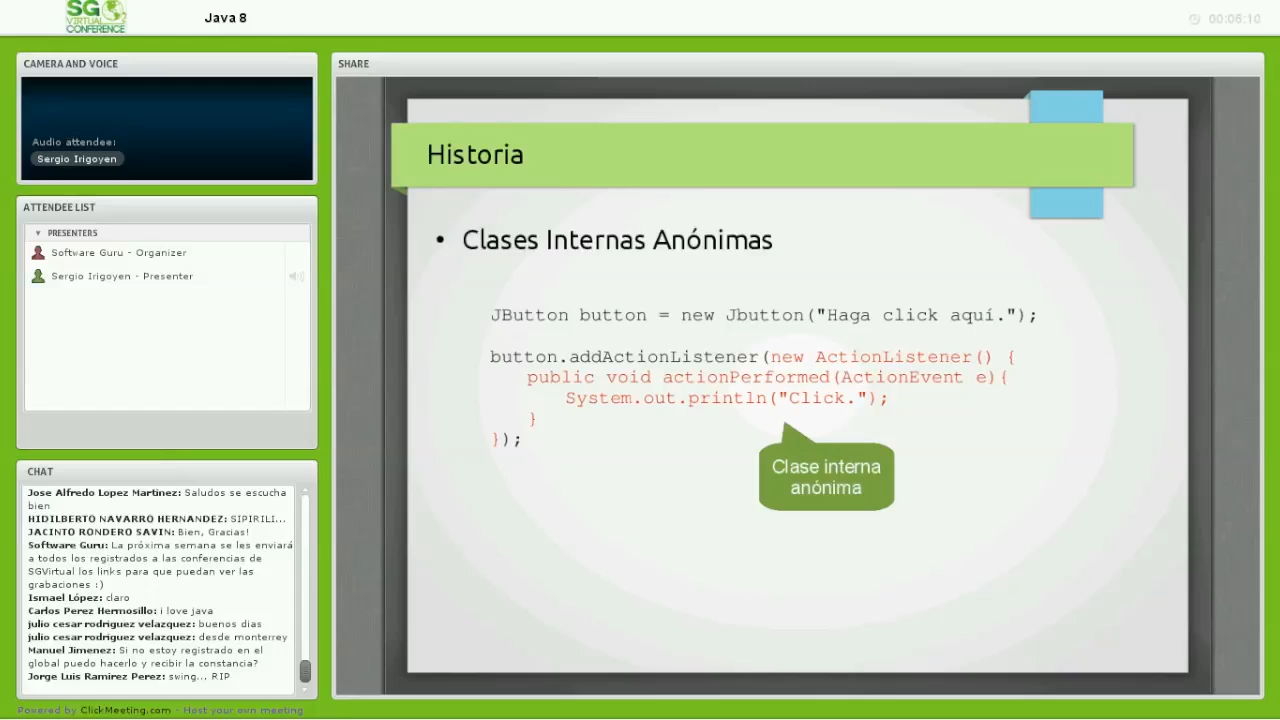 SG
VIRTUAL
CONFERENCE
Java 8
00:06:10
CAMERA AND VOICE
Audio attendee:
Sergio Irigoyen
ATTENDEE LIST
PRESENTERS
Software Guru - Organizer
Sergio Irigoyen - Presenter
CHAT
Jose Alfredo Lopez Martinez: Saludos se escucha
bien
HIDILBERTO NAVARRO HERNANDEZ: SIPIRILI...
JACINTO RONDERO SAVIN: Bien, Gracias!
Software Guru: La próxima semana se les enviará
a todos los registrados a las conferencias de
SGVirtual los links para que puedan ver las
grabaciones :)
Ismael López: claro
Carlos Perez Hermosillo: i love java
julio cesar rodriguez velazquez: buenos dias
julio cesar rodriguez velazquez: desde monterrey
Manuel Jimenez: Si no estoy registrado en el
global puedo hacerlo y recibir la constancia?
Jorge Luis Ramirez Perez: swing... RIP
Powered by ClickMeeting.com - Host your own meeting
SHARE
Historia
• Clases Internas Anónimas
JButton button = new Jbutton("Haga click aquí.");
button.addActionListener(new ActionListener() {
public void actionPerformed(ActionEvent e){
System.out.println("Click.");
}
});
Clase interna
anónima